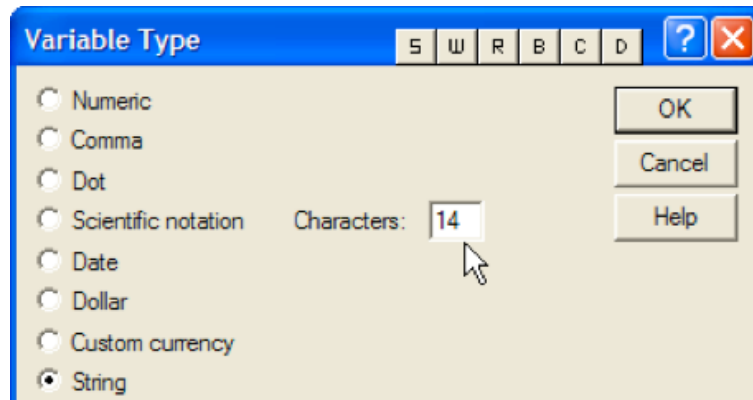 Variable Type S W R B C D ?
Numeric OK
Comma
Dot Cancel
Scientific notation Characters: 14 Help
Date
Dollar
Custom currency
String